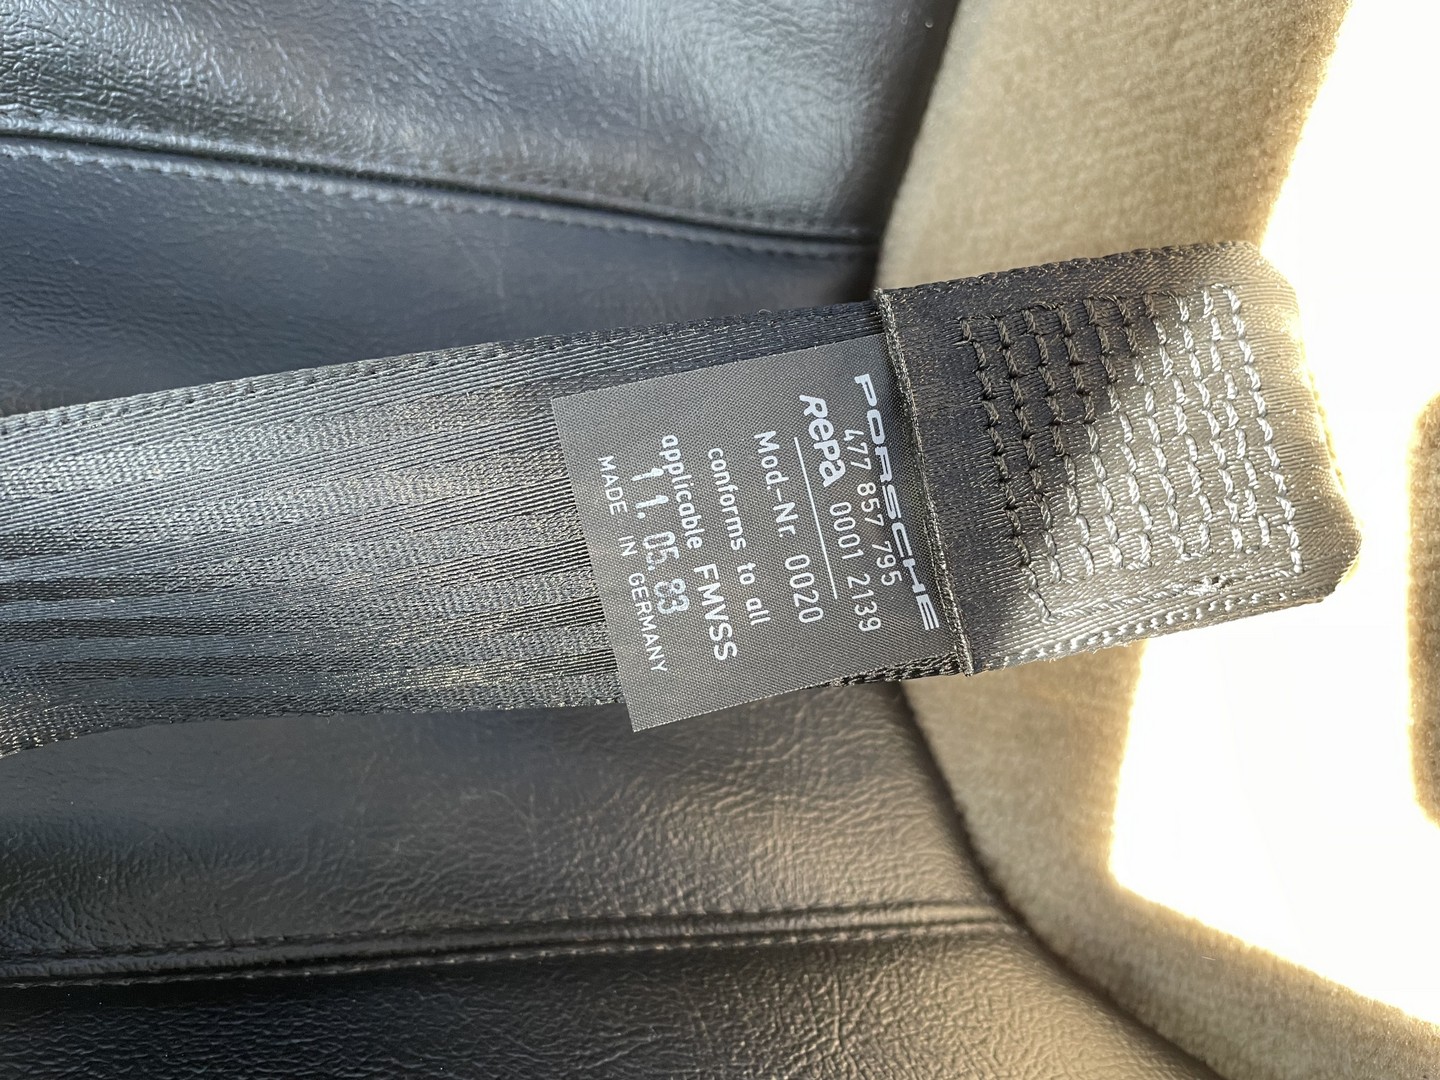 PORSCHE
477 857 795
RePa 0001 2139
Mod.-Nr. 0020
conforms to all
applicable FMVSS
11. 05. 83
MADE IN GERMANY